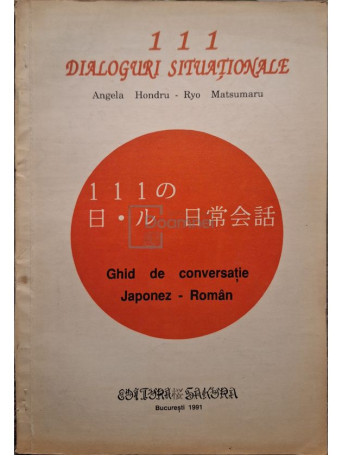 111
DIALOGURI SITUAȚIONALE
Angela Hondru - Ryo Matsumaru
111の
日・ル 日常会話
Ghid de conversație
Japonez - Român
SAKURA
București 1991